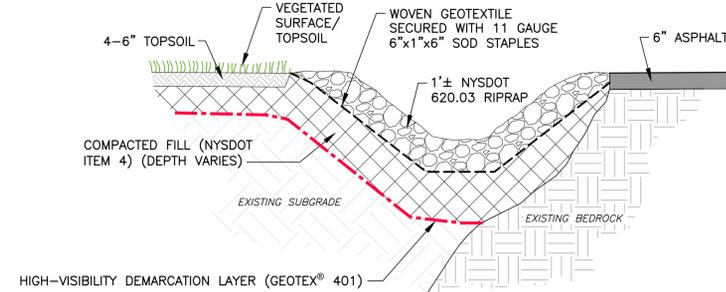 VEGETATED
SURFACE/
TOPSOIL
WOVEN GEOTEXTILE
SECURED WITH 11 GAUGE
6"x1"x6" SOD STAPLES
4-6" TOPSOIL
6" ASPHALT
1'± NYSDOT
620.03 RIPRAP
COMPACTED FILL (NYSDOT
ITEM 4) (DEPTH VARIES)
EXISTING SUBGRADE
EXISTING BEDROCK
HIGH-VISIBILITY DEMARCATION LAYER (GEOTEX® 401)